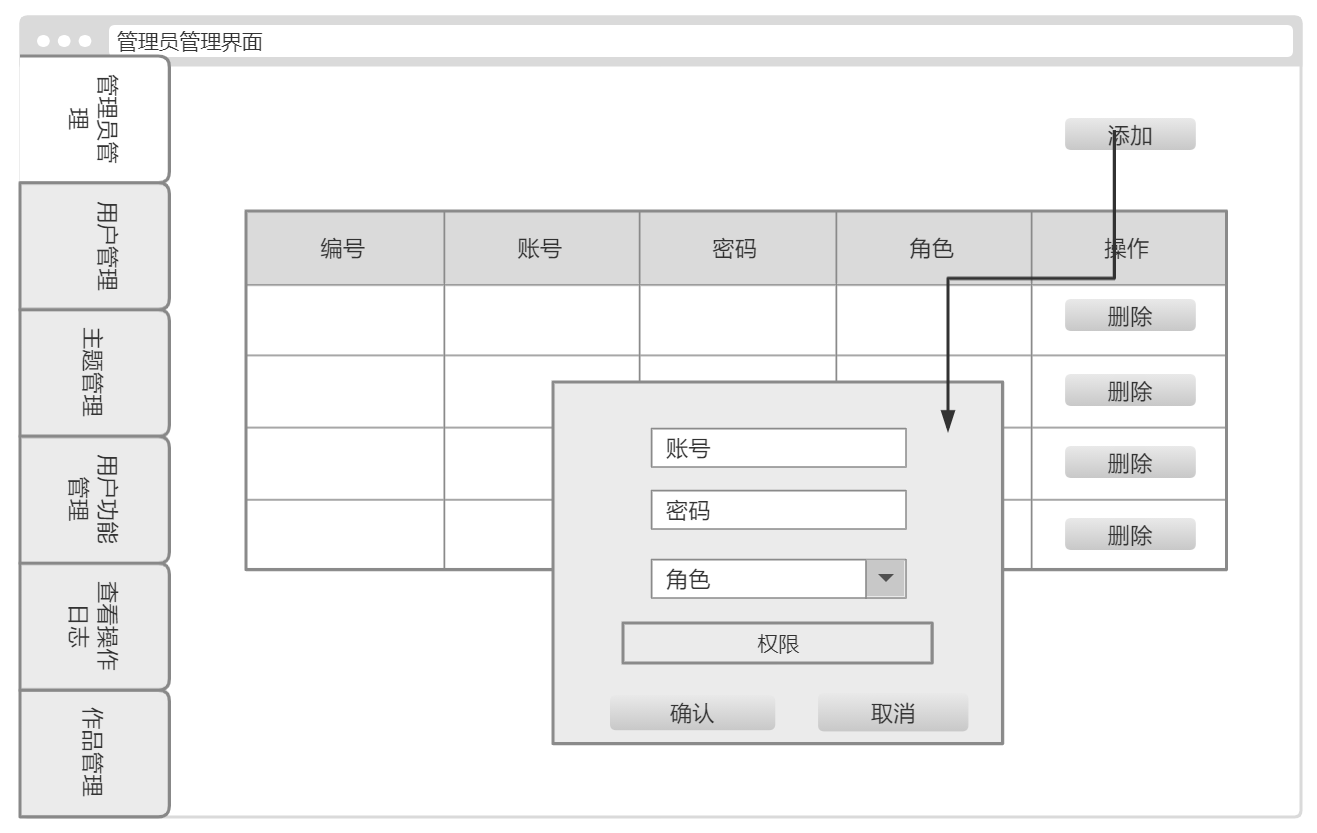 管理员管理界面
管理员管
理
用户管理
主题管理
用户功能
管理
查看操作
日志
作品管理
添加
编号 账号 密码 角色 操作
删除
删除
删除
删除
账号
密码
角色
权限
确认 取消